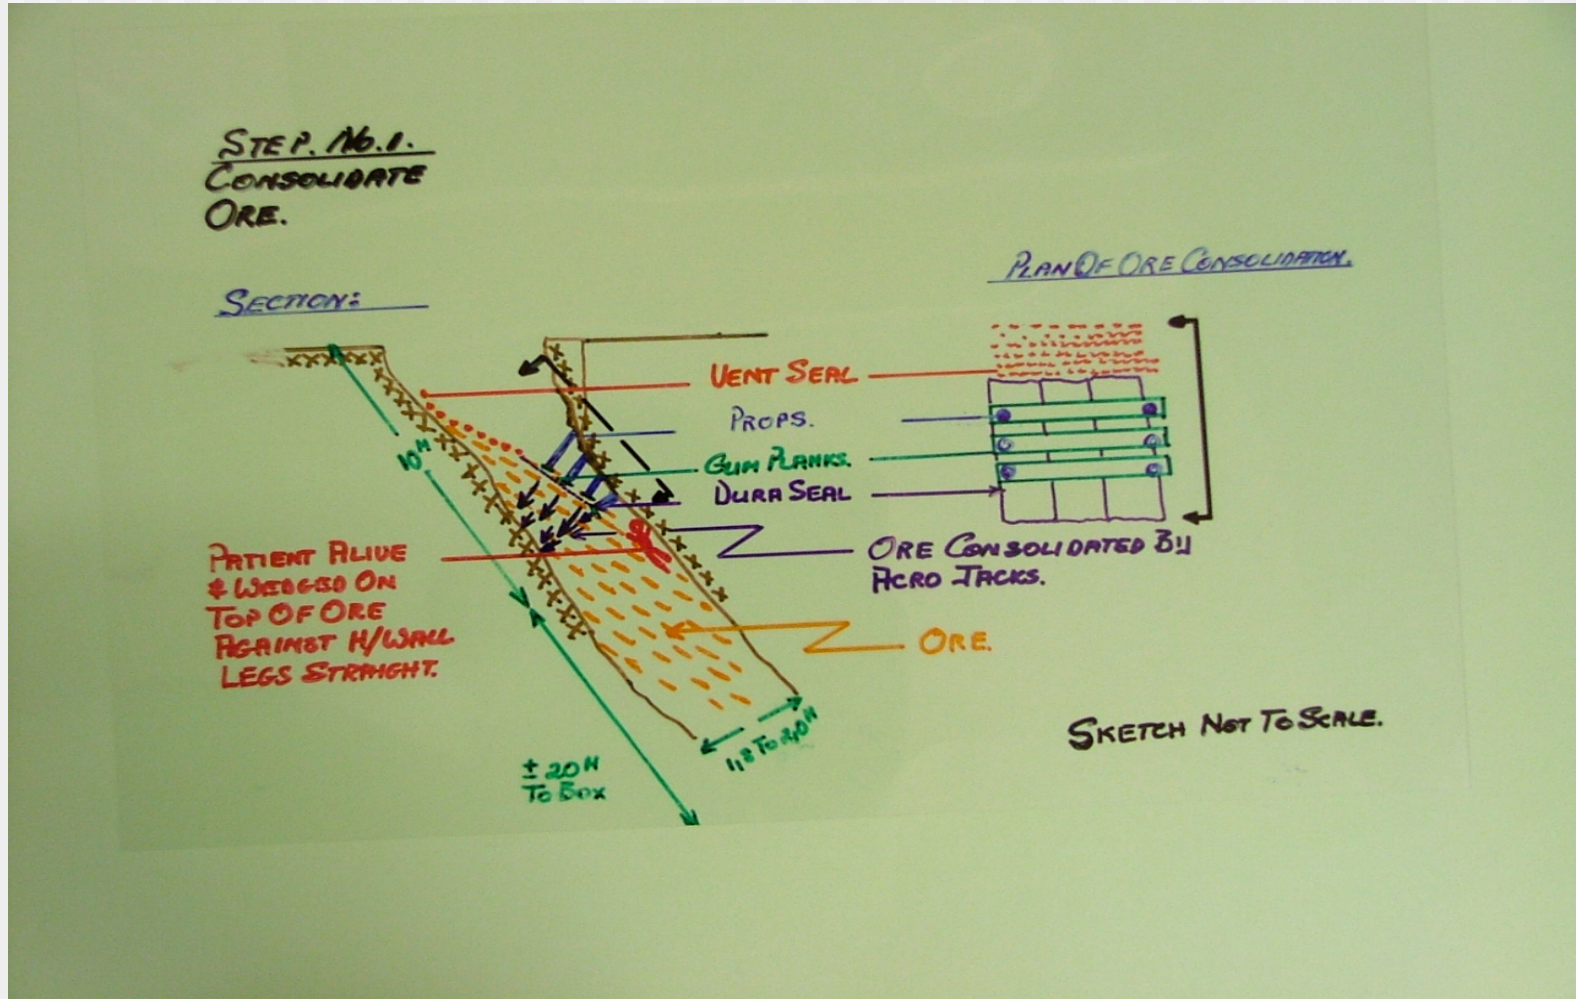 STEP. No.1.
CONSOLIDATE
ORE.
SECTION:
PLAN OF ORE CONSOLIDATION.
VENT SEAL
PROPS.
GUM PLANKS.
DURA SEAL
10M
PATIENT ALIVE
& WEDGED ON
TOP OF ORE
AGAINST H/WALL
LEGS STRAIGHT.
ORE CONSOLIDATED BY
ACRO JACKS.
ORE.
1,8 TO 2,0M
± 20M
TO BOX
SKETCH NOT TO SCALE.